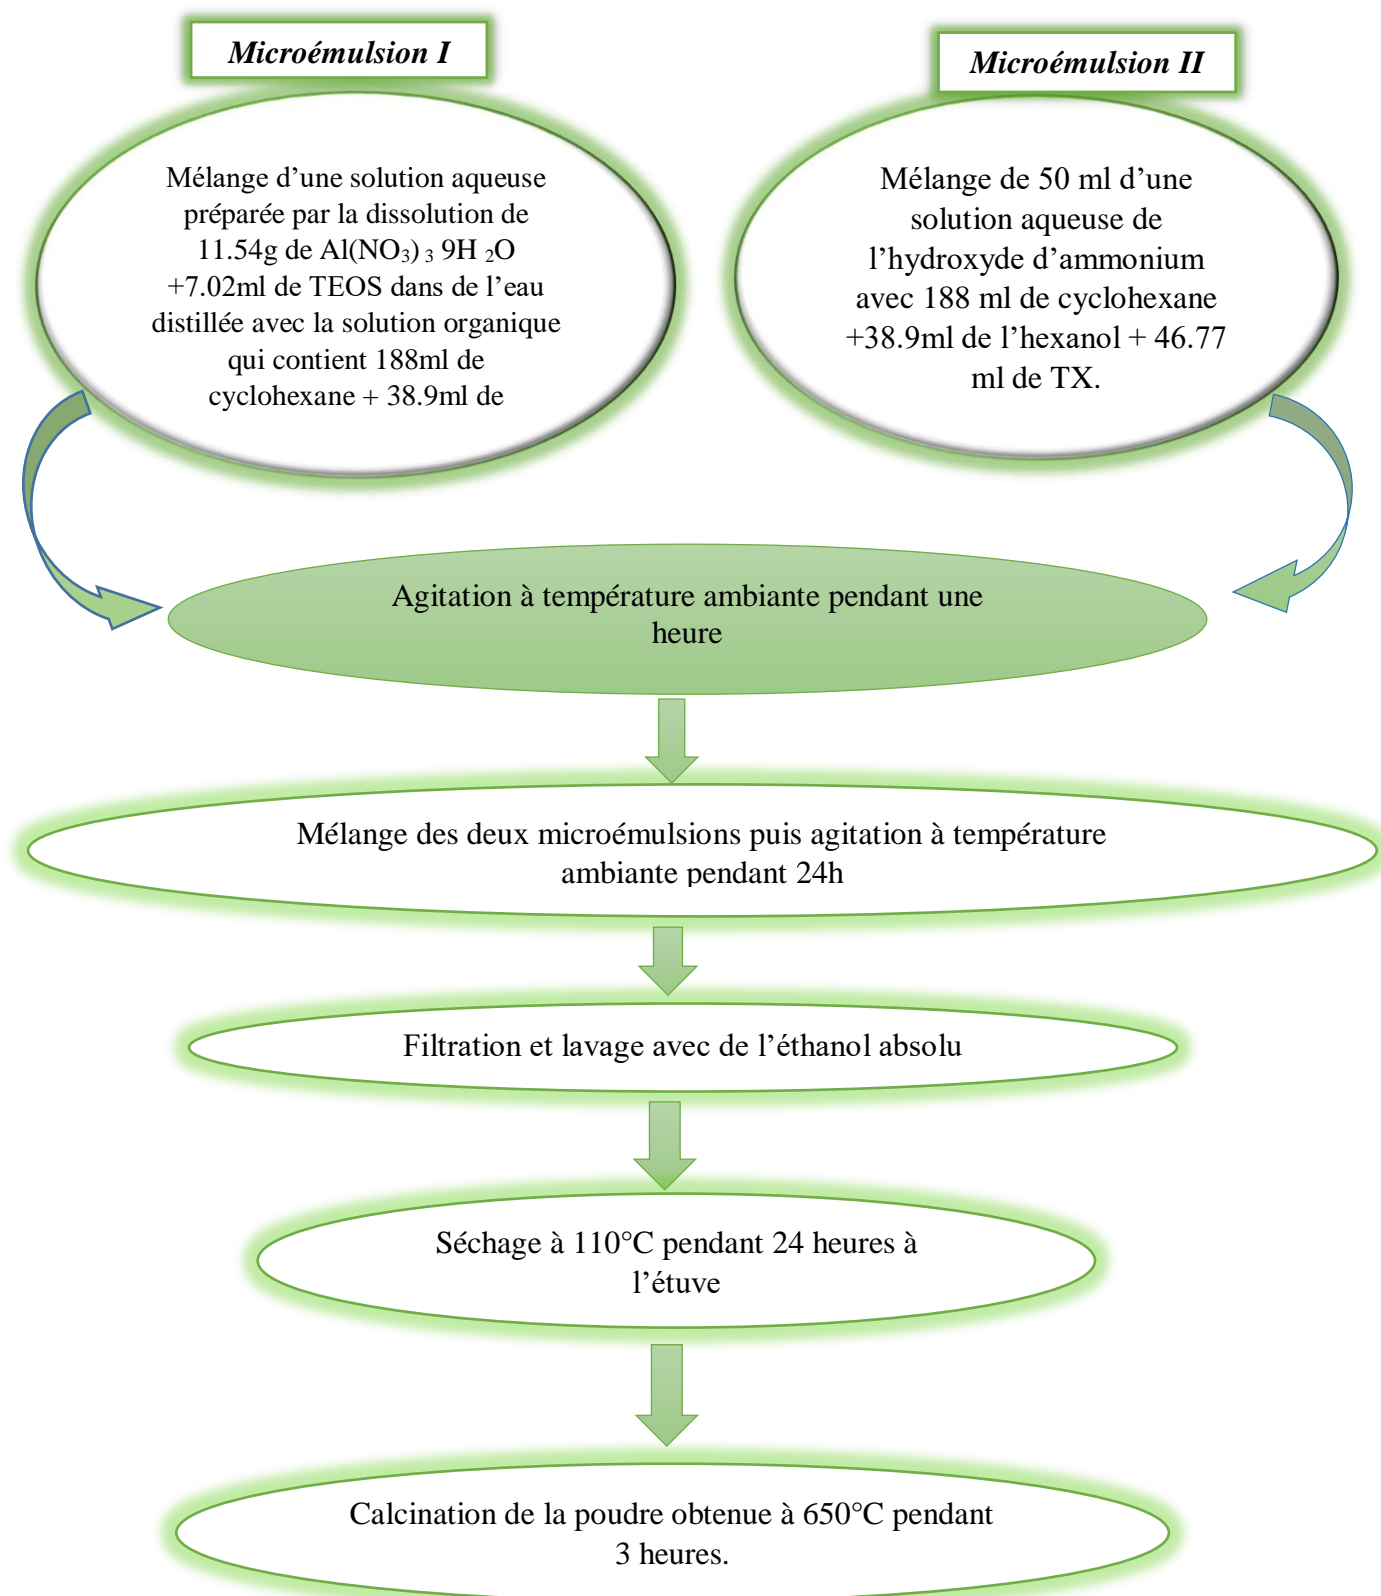 Microémulsion I
Mélange d’une solution aqueuse
préparée par la dissolution de
11.54g de Al(NO₃) ₃ 9H ₂O
+7.02ml de TEOS dans de l’eau
distillée avec la solution organique
qui contient 188ml de
cyclohexane + 38.9ml de
Microémulsion II
Mélange de 50 ml d’une
solution aqueuse de
l’hydroxyde d’ammonium
avec 188 ml de cyclohexane
+38.9ml de l’hexanol + 46.77
ml de TX.
Agitation à température ambiante pendant une
heure
Mélange des deux microémulsions puis agitation à température
ambiante pendant 24h
Filtration et lavage avec de l’éthanol absolu
Séchage à 110°C pendant 24 heures à
l’étuve
Calcination de la poudre obtenue à 650°C pendant
3 heures.